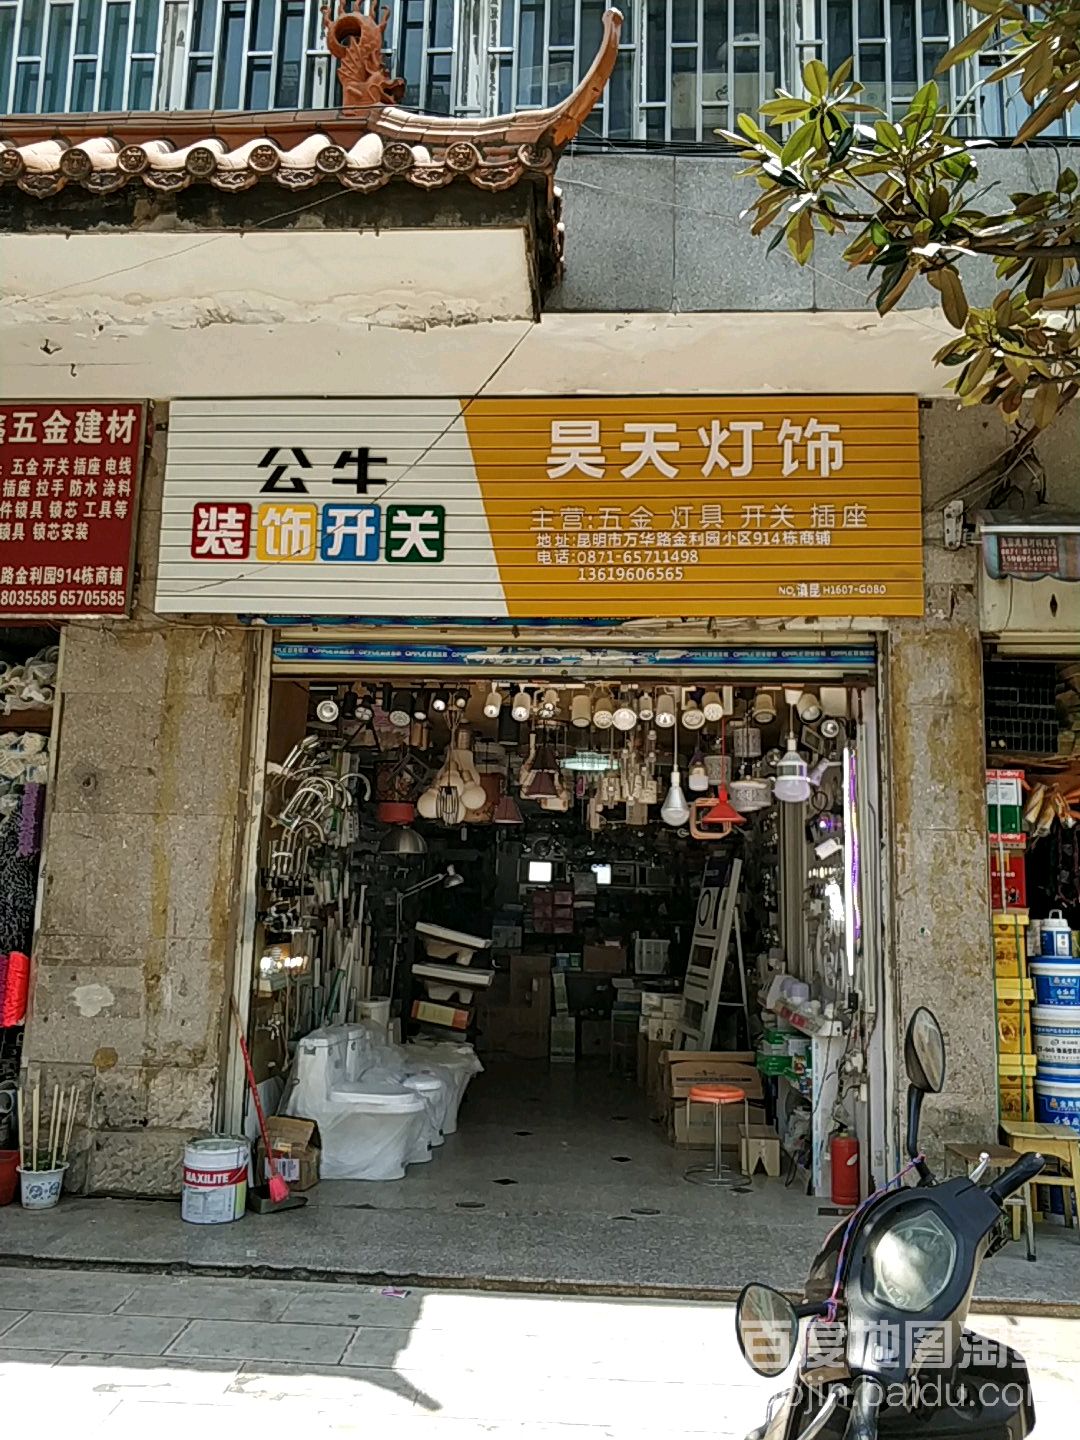 五金建材
五金 开关 插座 电线
插座 拉手 防水 涂料
件锁具 锁芯 工具等
锁具 锁芯安装
路金利园914栋商铺
8035585 65705585
公牛
装饰开关
昊天灯饰
主营:五金 灯具 开关 插座
地址:昆明市万华路金利园小区914栋商铺
电话:0871-65711498
13619606565
NO.滇昆H1607-G080
MAXILITE
百度地图淘
jin.baidu.com